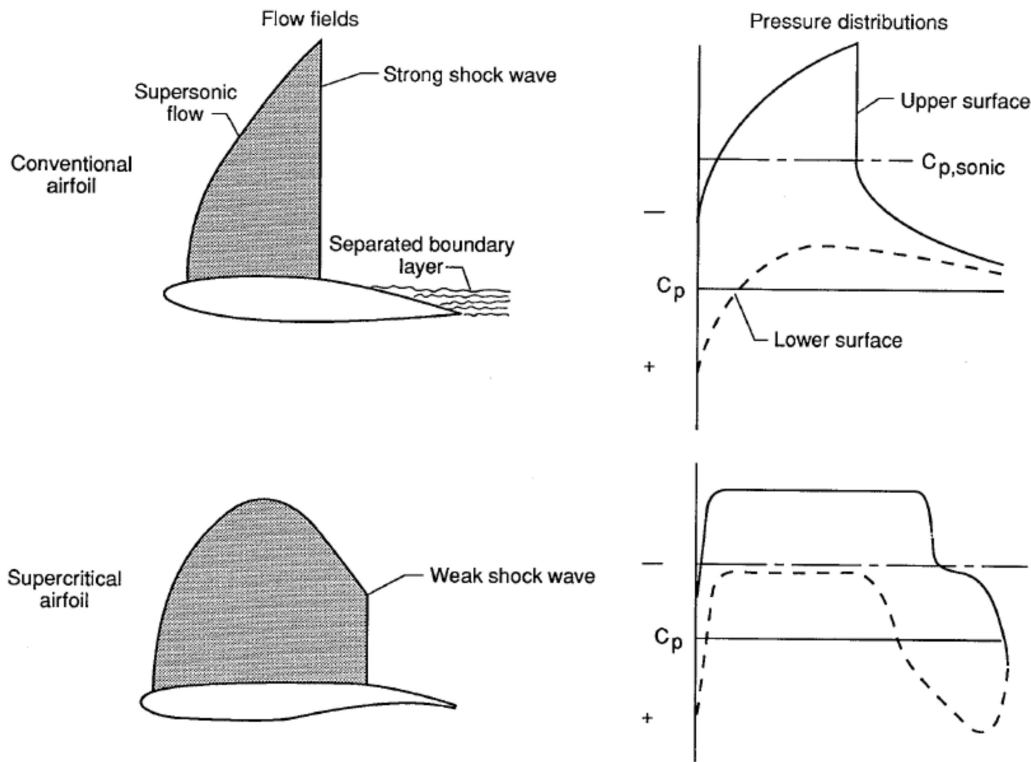 Flow fields
Pressure distributions
Strong shock wave
Supersonic
flow
Upper surface
Conventional
airfoil
Cp,sonic
—
Separated boundary
layer
Cp
Lower surface
+
Supercritical
airfoil
Weak shock wave
—
Cp
+